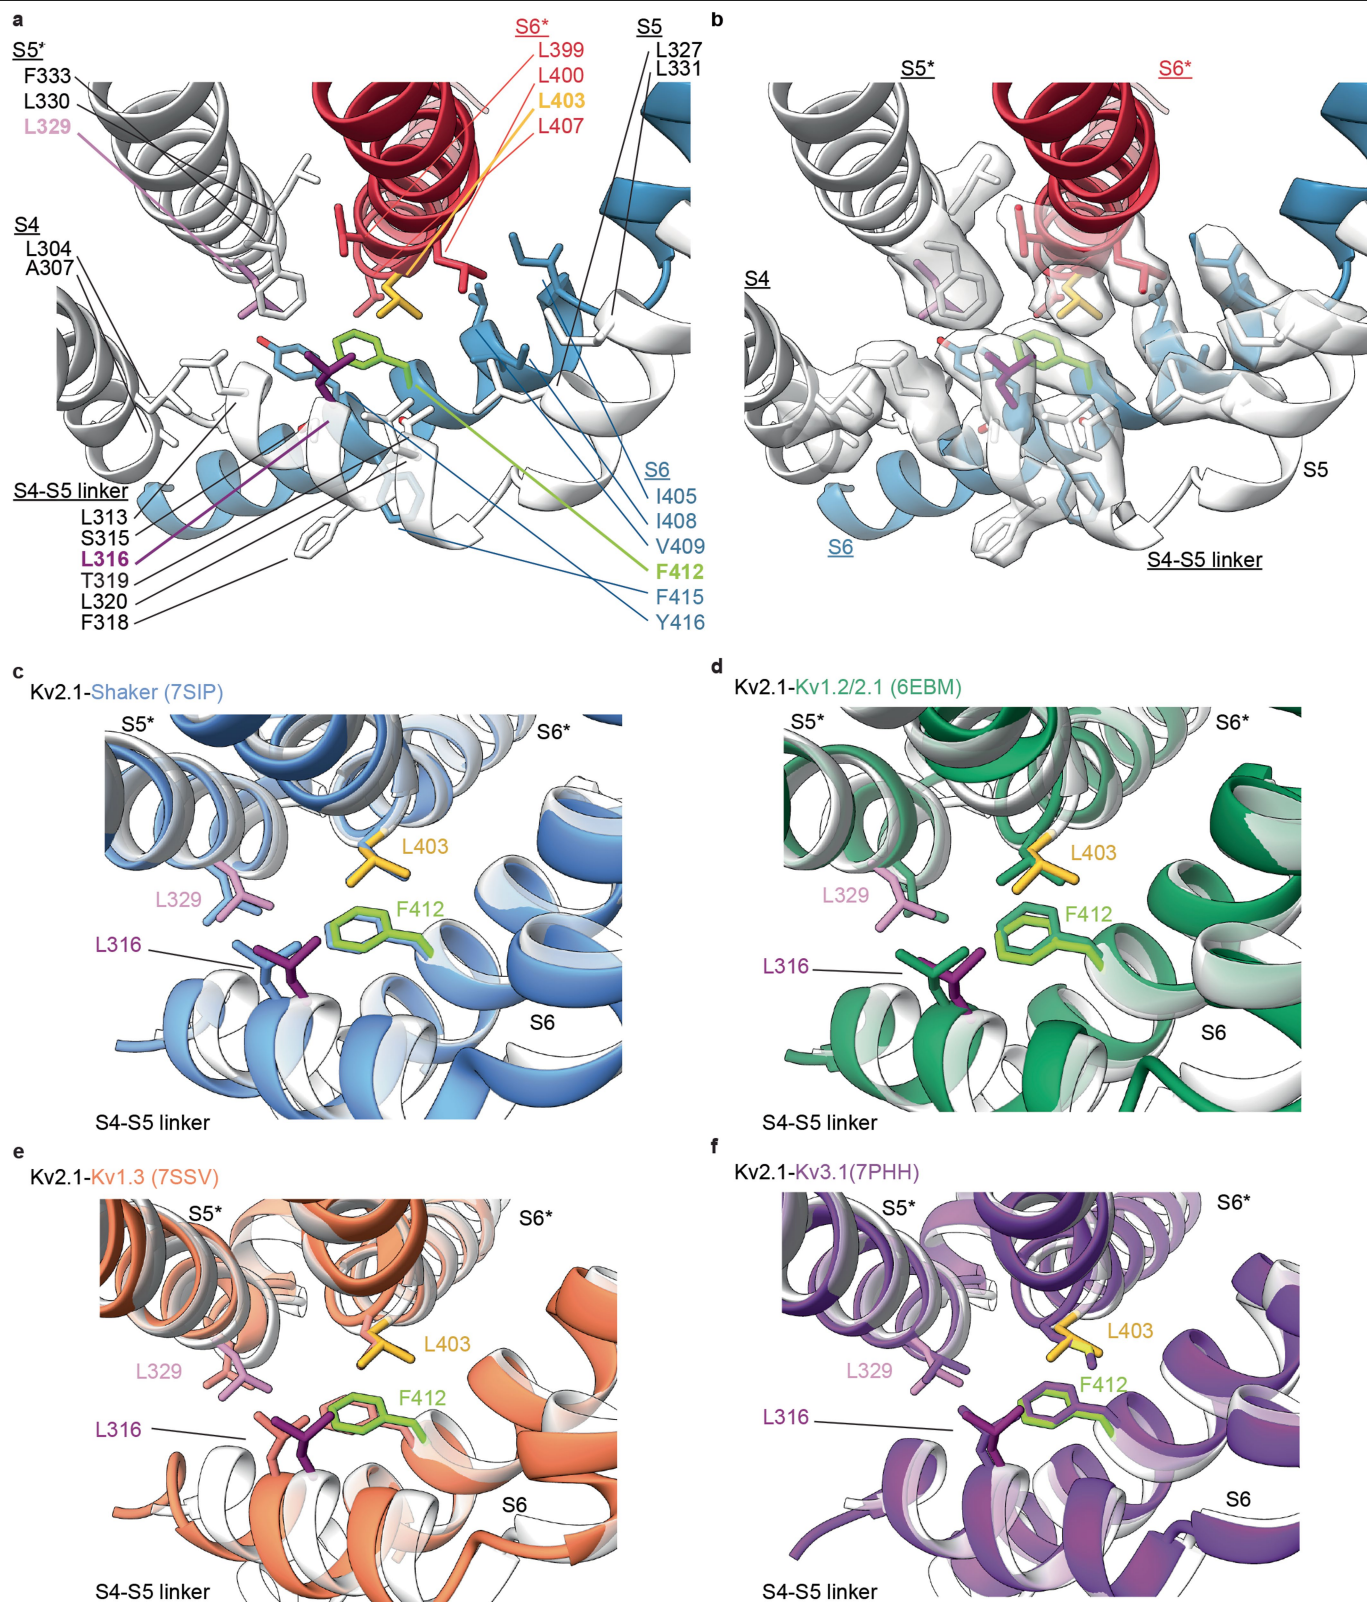 a
S5*
F333
L330
L329
S4
L304
A307
S4-S5 linker
L313
S315
L316
T319
L320
F318
S6*
L399
L400
L403
L407
S5
L327
L331
S6
I405
I408
V409
F412
F415
Y416
b
S5*
S6*
S4
S6
S5
S4-S5 linker
c
Kv2.1-Shaker (7SIP)
S5*
S6*
L403
L329
F412
L316
S6
S4-S5 linker
d
Kv2.1-Kv1.2/2.1 (6EBM)
S5*
S6*
L403
L329
F412
L316
S6
S4-S5 linker
e
Kv2.1-Kv1.3 (7SSV)
S5*
S6*
L403
L329
F412
L316
S6
S4-S5 linker
f
Kv2.1-Kv3.1(7PHH)
S5*
S6*
L403
L329
F412
L316
S6
S4-S5 linker